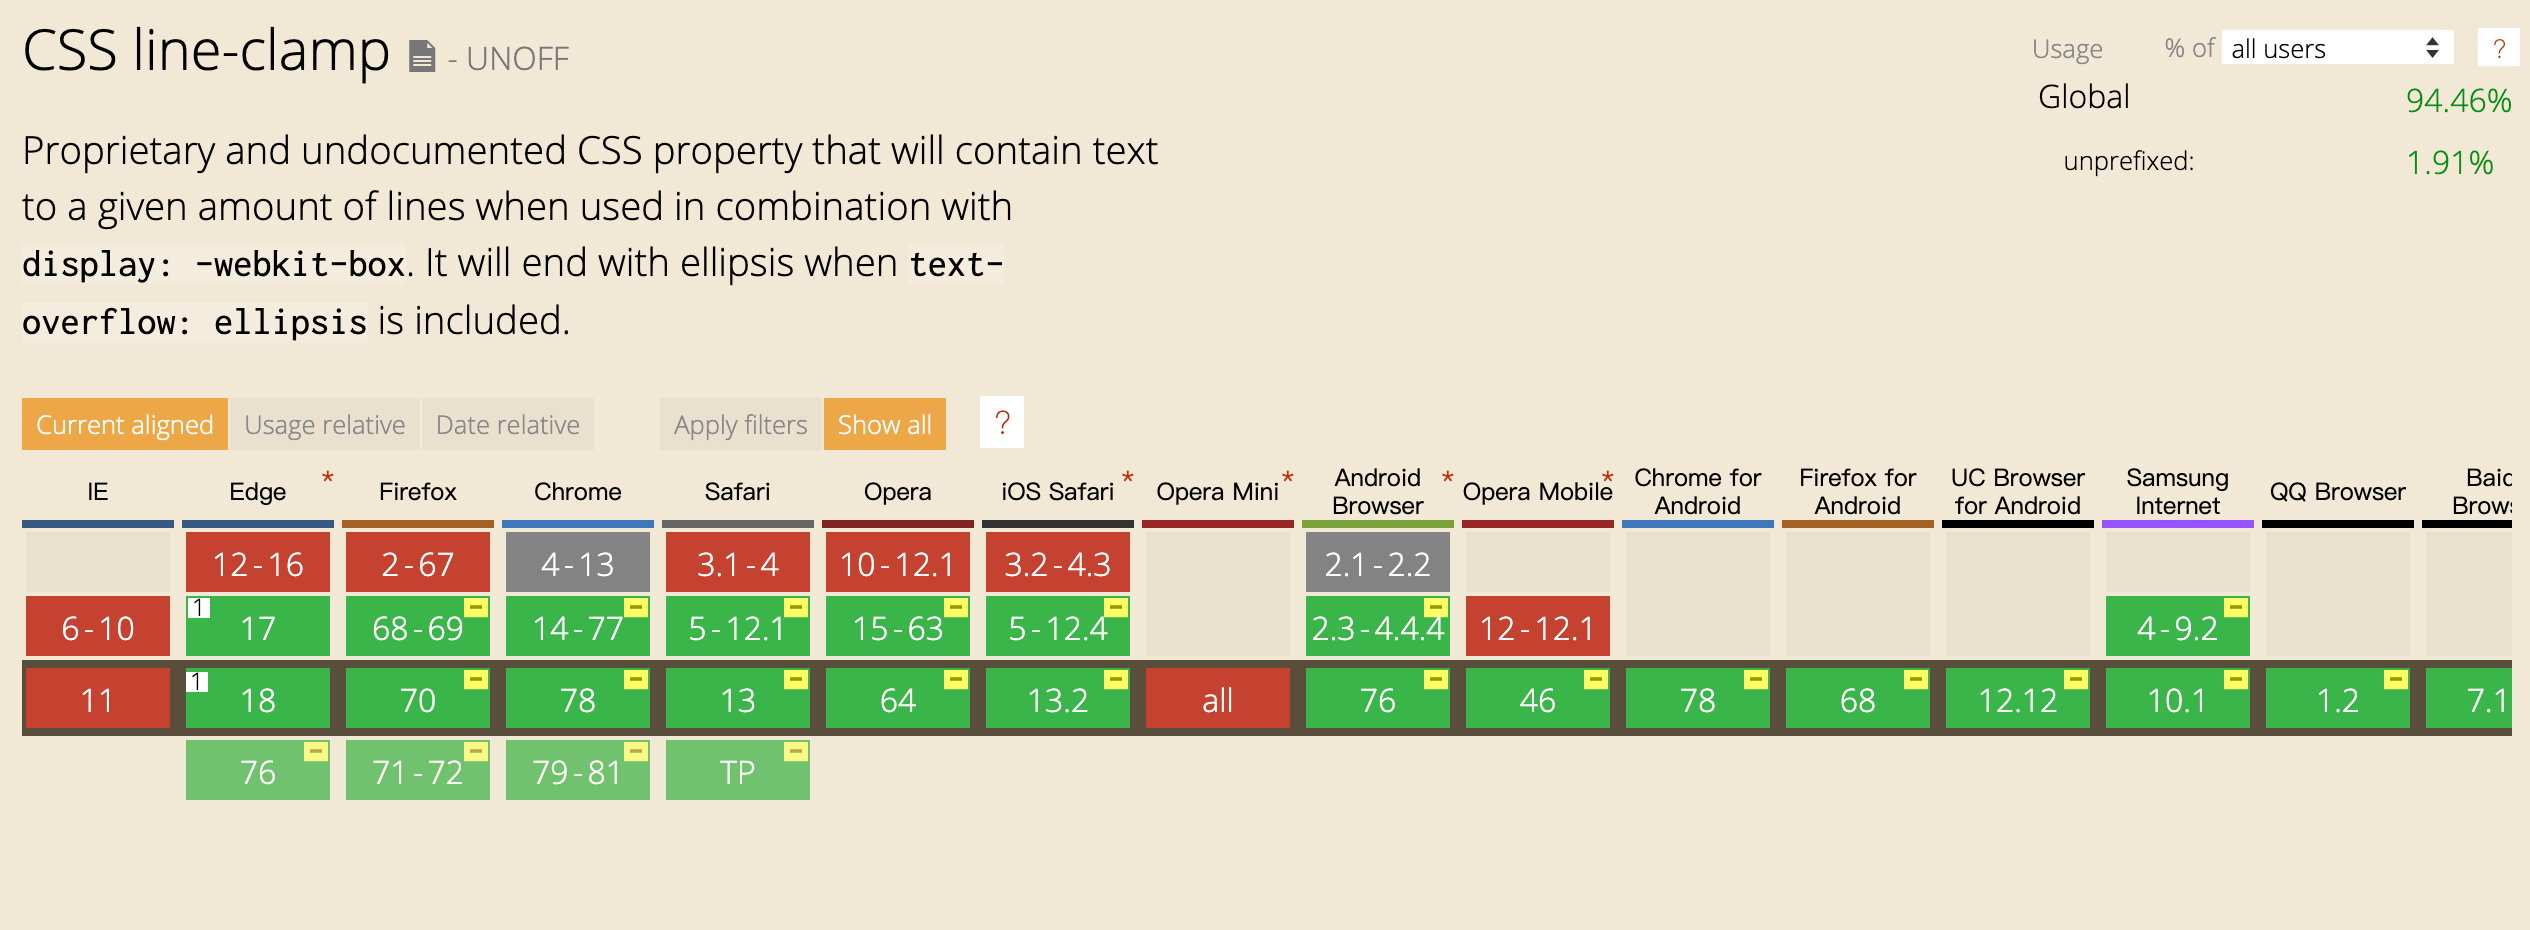 CSS line-clamp - UNOFF
Usage % of all users ?
Global 94.46%
unprefixed: 1.91%
Proprietary and undocumented CSS property that will contain text
to a given amount of lines when used in combination with
display: -webkit-box. It will end with ellipsis when text-
overflow: ellipsis is included.
Current aligned Usage relative Date relative Apply filters Show all ?
IE Edge * Firefox Chrome Safari Opera iOS Safari * Opera Mini * Android Browser * Opera Mobile * Chrome for Android Firefox for Android UC Browser for Android Samsung Internet QQ Browser
12-16 2-67 4-13 3.1-4 10-12.1 3.2-4.3 2.1-2.2
6-10 1 17 68-69 14-77 5-12.1 15-63 5-12.4 2.3-4.4.4 12-12.1 4-9.2
11 1 18 70 78 13 64 13.2 all 76 46 78 68 12.12 10.1 1.2
76 71-72 79-81 TP